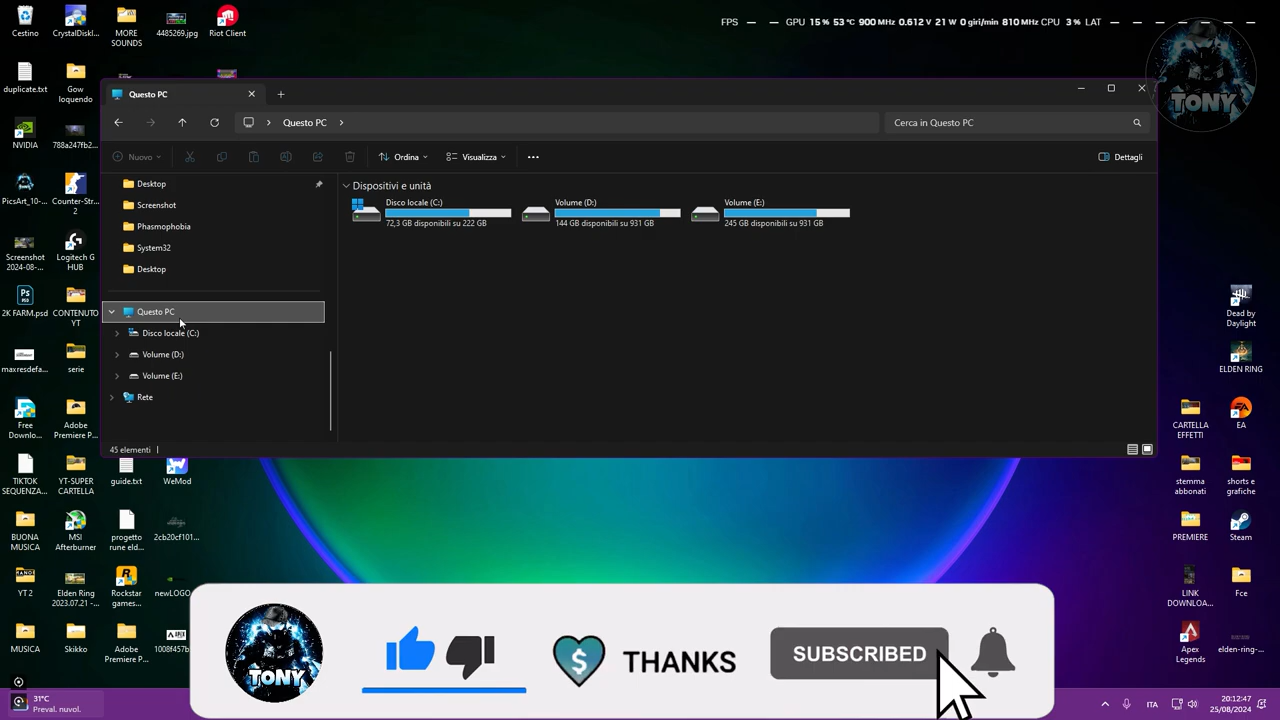 Cestino
CrystalDiskI...
MORE
SOUNDS
4485269.jpg
Riot Client
FPS — — GPU 15 % 53 °C 900 MHz 0.612 V 21 W 0 giri/min 810 MHz CPU 3 % LAT — — — — — —
TONY
duplicate.txt
Gow
loquendo
NVIDIA
788a247fb2...
PicsArt_10-...
Counter-Str...
2
Screenshot
2024-08-...
Logitech G
HUB
2K FARM.psd
CONTENUTO
YT
maxresdefa...
serie
Free
Downlo...
Adobe
Premiere P...
TIKTOK
SEQUENZA...
YT-SUPER
CARTELLA
guide.txt
WeMod
BUONA
MUSICA
MSI
Afterburner
progetto
rune eld...
2cb20cf101...
YT 2
Elden Ring
2023.07.21 -...
Rockstar
games...
newLOGO...
MUSICA
Skikko
Adobe
Premiere P...
1008f457b...
Questo PC
Questo PC
Cerca in Questo PC
Nuovo
Ordina
Visualizza
Dettagli
Desktop
Screenshot
Phasmophobia
System32
Desktop
Questo PC
Disco locale (C:)
Volume (D:)
Volume (E:)
Rete
Dispositivi e unità
Disco locale (C:)
72,3 GB disponibili su 222 GB
Volume (D:)
144 GB disponibili su 931 GB
Volume (E:)
245 GB disponibili su 931 GB
45 elementi
Dead by
Daylight
ELDEN RING
CARTELLA
EFFETTI
EA
stemma
abbonati
shorts e
grafiche
PREMIERE
Steam
LINK
DOWNLOA...
Fce
Apex
Legends
elden-ring-...
TONY
THANKS
SUBSCRIBED
31°C
Preval. nuvol.
ITA
20:12:47
25/08/2024